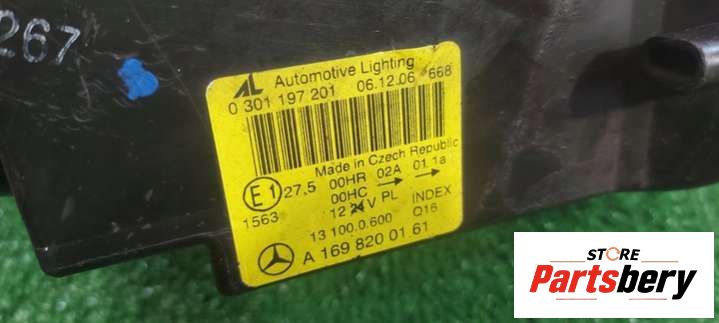 267
AL Automotive Lighting
0 301 197 201 06.12.06 *668
Made in Czech Republic
E1 27.5 00HR 02A 01 1a
1563 00HC → →
12 24 V PL INDEX
13 100.0.600 Q16
A 169 820 01 61
STORE
Partsbery